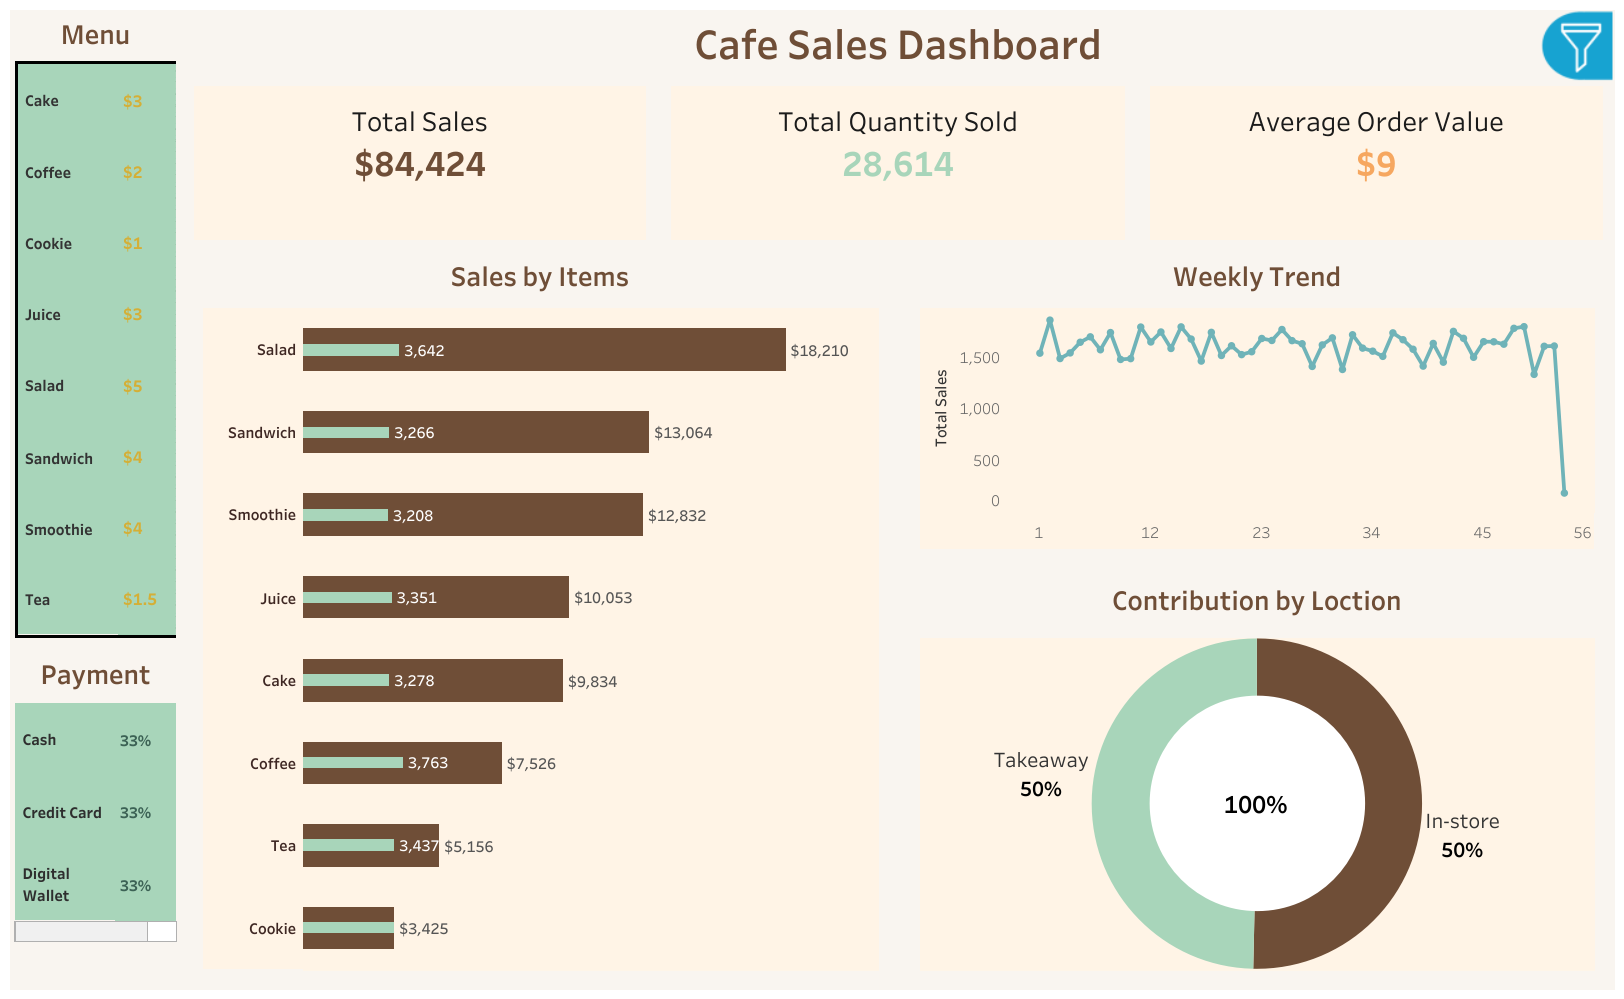 Menu
Cake $3
Coffee $2
Cookie $1
Juice $3
Salad $5
Sandwich $4
Smoothie $4
Tea $1.5
Payment
Cash 33%
Credit Card 33%
Digital
Wallet 33%
Cafe Sales Dashboard
Total Sales
$84,424
Total Quantity Sold
28,614
Average Order Value
$9
Sales by Items
Salad 3,642 $18,210
Sandwich 3,266 $13,064
Smoothie 3,208 $12,832
Juice 3,351 $10,053
Cake 3,278 $9,834
Coffee 3,763 $7,526
Tea 3,437 $5,156
Cookie $3,425
Weekly Trend
Total Sales
1,500
1,000
500
0
1 12 23 34 45 56
Contribution by Loction
Takeaway
50%
100%
In-store
50%